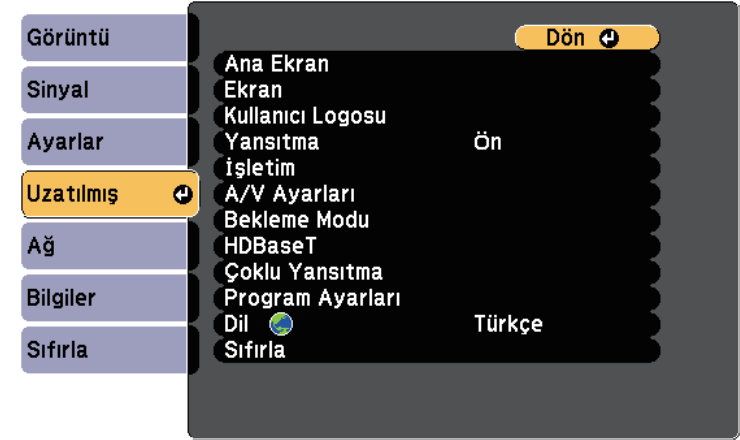 Görüntü
Sinyal
Ayarlar
Uzatılmış
Ağ
Bilgiler
Sıfırla
Dön
Ana Ekran
Ekran
Kullanıcı Logosu
Yansıtma Ön
İşletim
A/V Ayarları
Bekleme Modu
HDBaseT
Çoklu Yansıtma
Program Ayarları
Dil Türkçe
Sıfırla